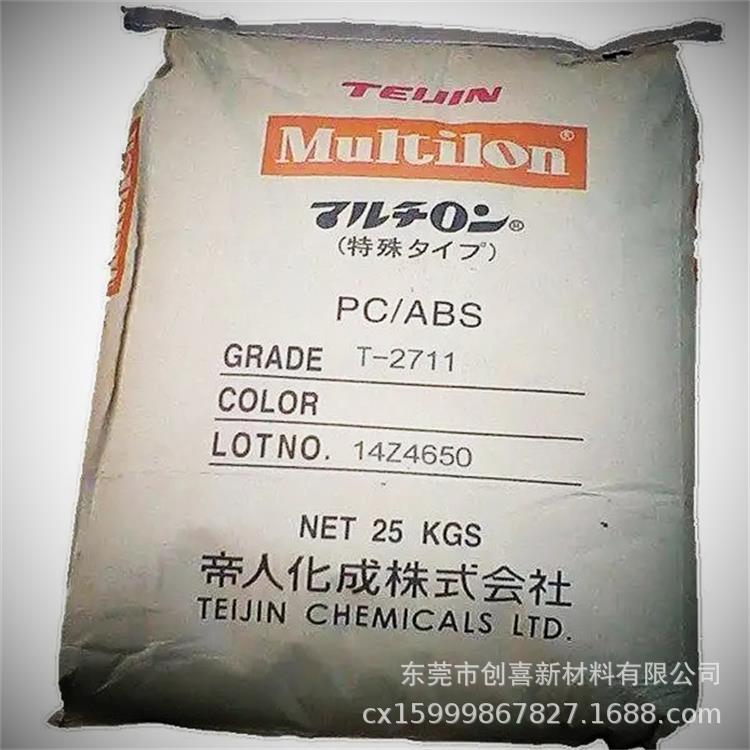 TEIJIN
Multilon®
マルチロン®
(特殊タイプ)
PC/ABS
GRADE T-2711
COLOR
LOTNO. 14Z4650
NET 25 KGS
帝人化成株式会社
TEIJIN CHEMICALS LTD.
东莞市创喜新材料有限公司
cx15999867827.1688.com